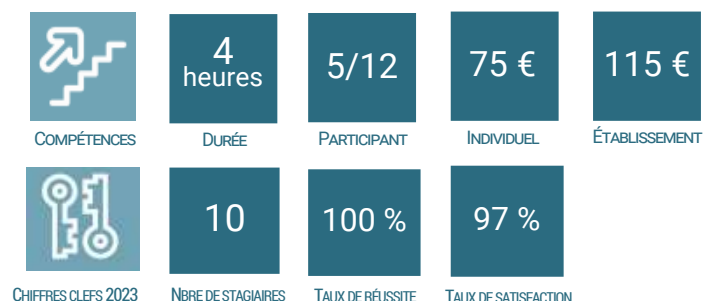 4
heures
5/12
75 €
115 €
COMPÉTENCES
DURÉE
PARTICIPANT
INDIVIDUEL
ÉTABLISSEMENT
10
100 %
97 %
CHIFFRES CLEFS 2023
NBRE DE STAGIAIRES
TAUX DE RÉUSSITE
TAUX DE SATISFACTION